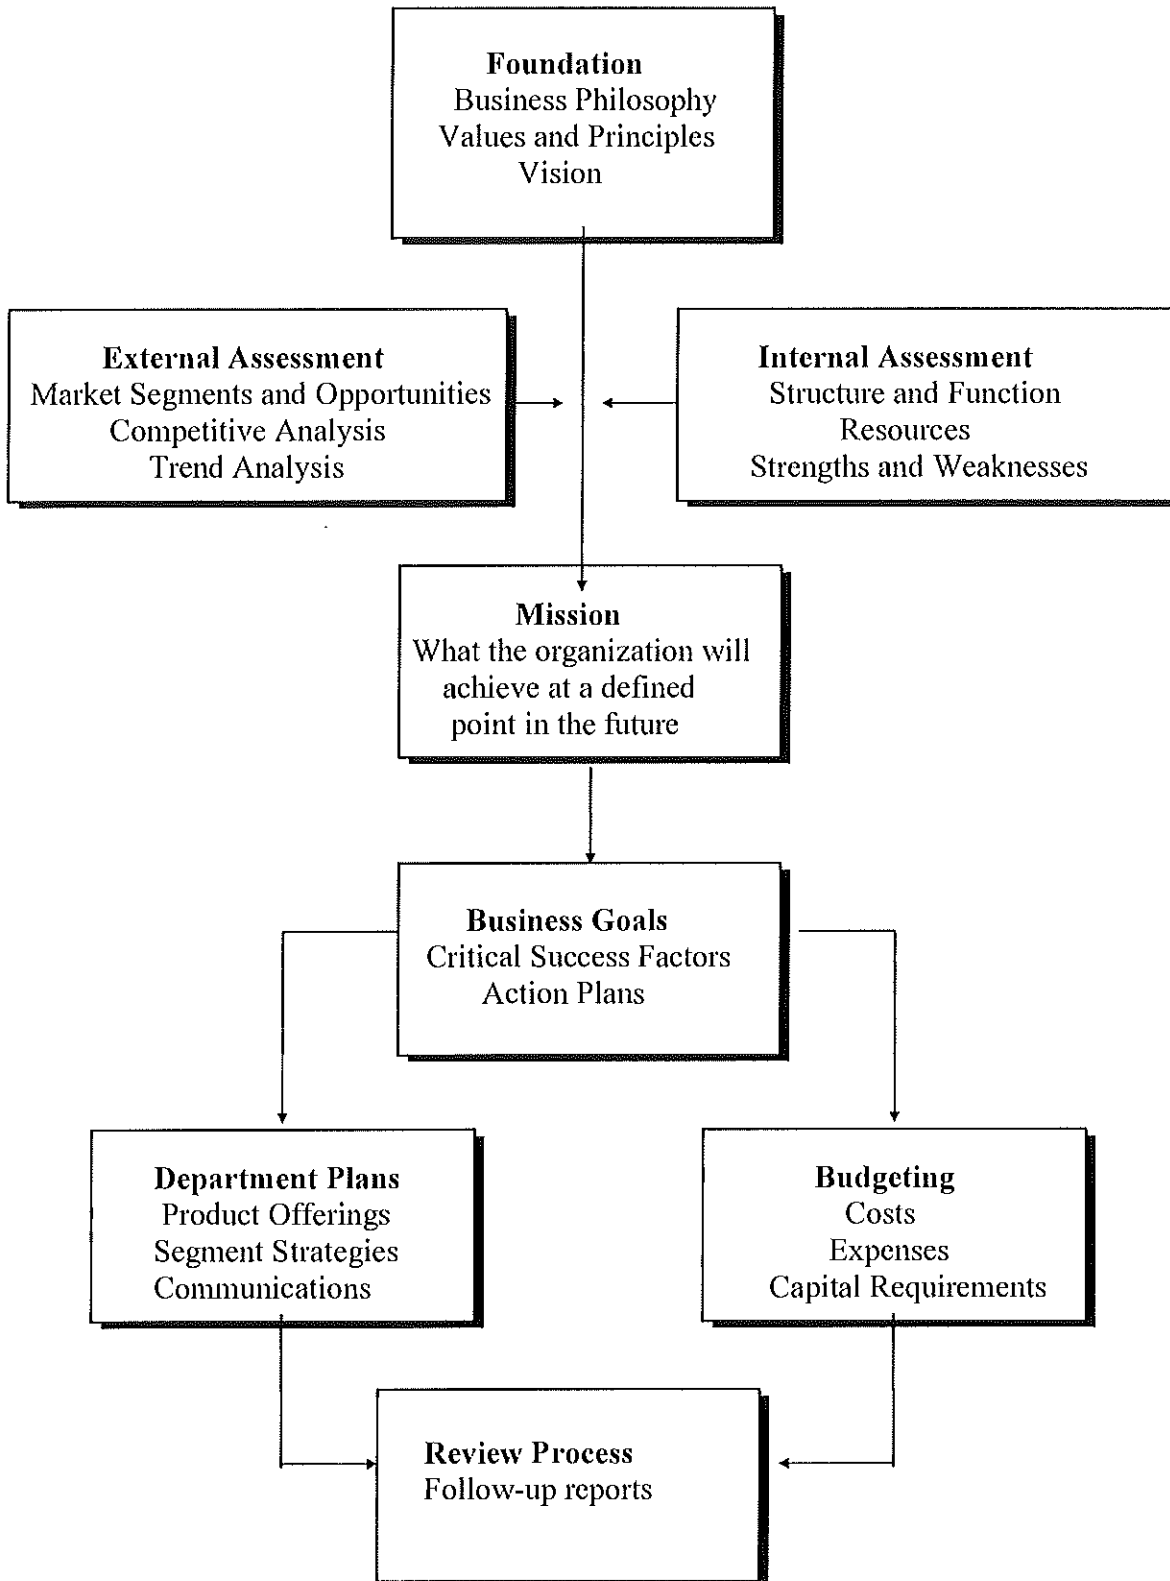 Foundation
Business Philosophy
Values and Principles
Vision
External Assessment
Market Segments and Opportunities
Competitive Analysis
Trend Analysis
Internal Assessment
Structure and Function
Resources
Strengths and Weaknesses
Mission
What the organization will
achieve at a defined
point in the future
Business Goals
Critical Success Factors
Action Plans
Department Plans
Product Offerings
Segment Strategies
Communications
Budgeting
Costs
Expenses
Capital Requirements
Review Process
Follow-up reports